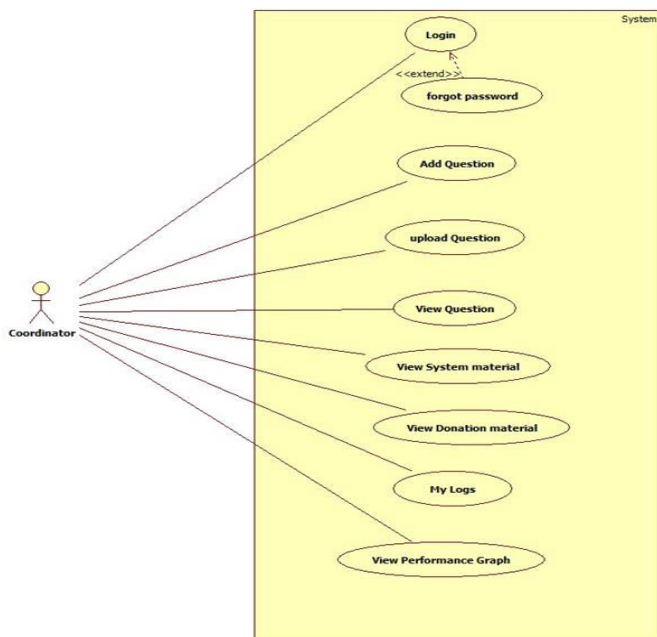 System
Login
<<extend>>
forgot password
Add Question
upload Question
View Question
Coordinator
View System material
View Donation material
My Logs
View Performance Graph